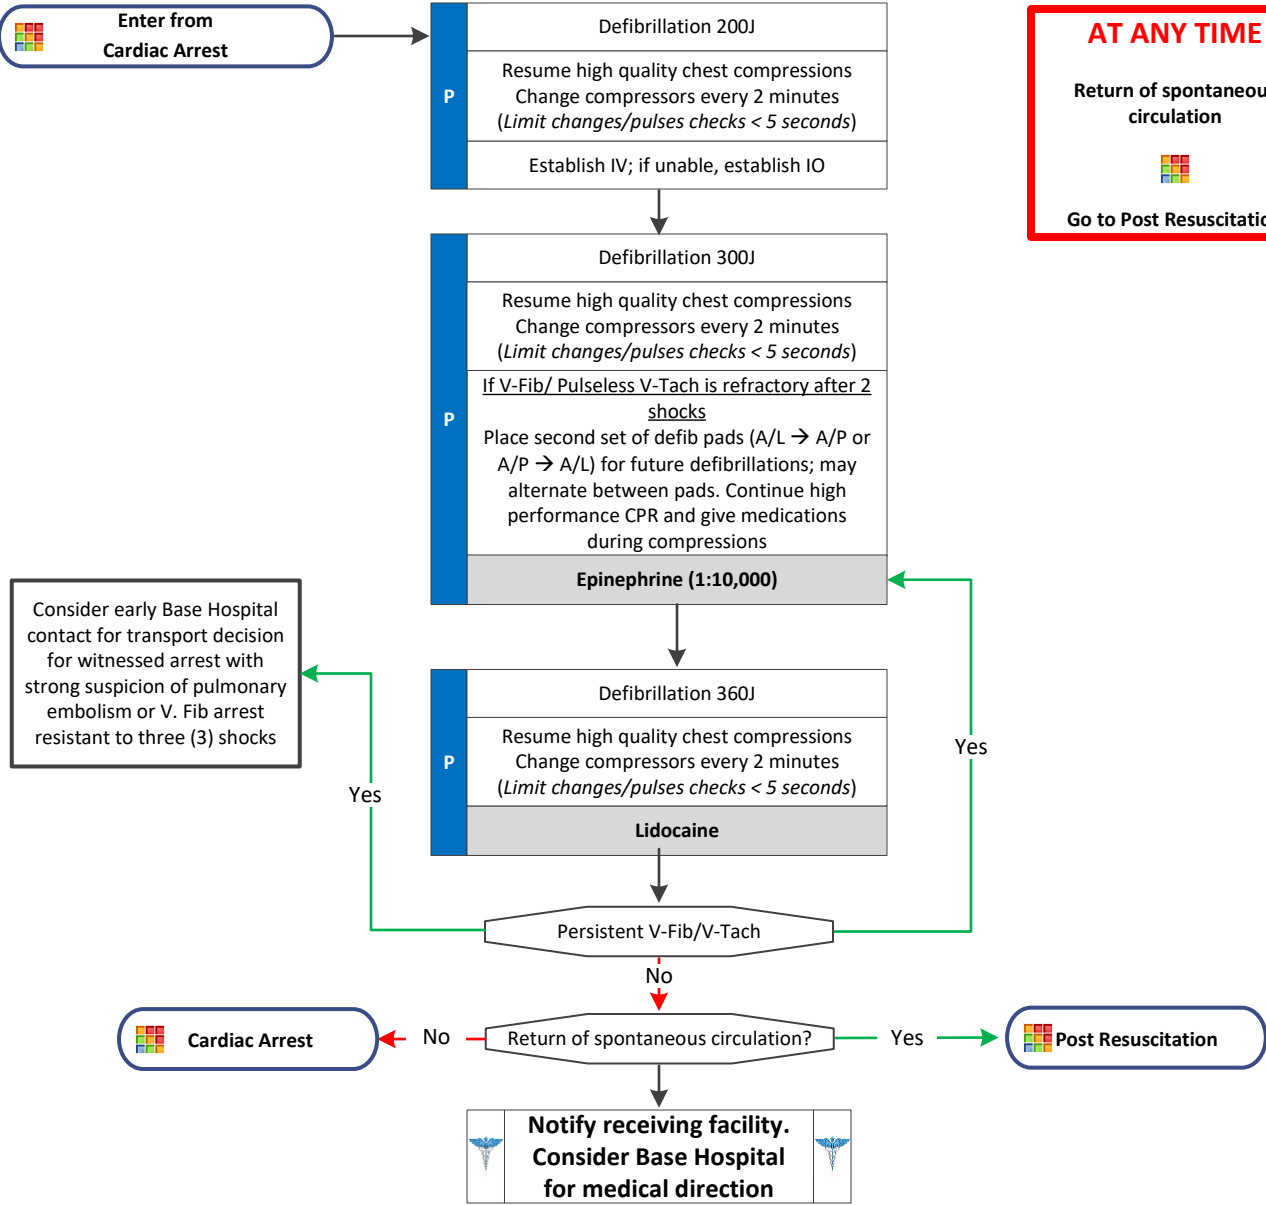 Enter from
Cardiac Arrest
P
Defibrillation 200J
Resume high quality chest compressions
Change compressors every 2 minutes
(Limit changes/pulses checks < 5 seconds)
Establish IV; if unable, establish IO
AT ANY TIME
Return of spontaneou
circulation
Go to Post Resuscitatio
P
Defibrillation 300J
Resume high quality chest compressions
Change compressors every 2 minutes
(Limit changes/pulses checks < 5 seconds)
If V-Fib/ Pulseless V-Tach is refractory after 2
shocks
Place second set of defib pads (A/L → A/P or
A/P → A/L) for future defibrillations; may
alternate between pads. Continue high
performance CPR and give medications
during compressions
Epinephrine (1:10,000)
Consider early Base Hospital
contact for transport decision
for witnessed arrest with
strong suspicion of pulmonary
embolism or V. Fib arrest
resistant to three (3) shocks
P
Defibrillation 360J
Resume high quality chest compressions
Change compressors every 2 minutes
(Limit changes/pulses checks < 5 seconds)
Lidocaine
Yes
Yes
Persistent V-Fib/V-Tach
No
Cardiac Arrest
No
Return of spontaneous circulation?
Yes
Post Resuscitation
Notify receiving facility.
Consider Base Hospital
for medical direction